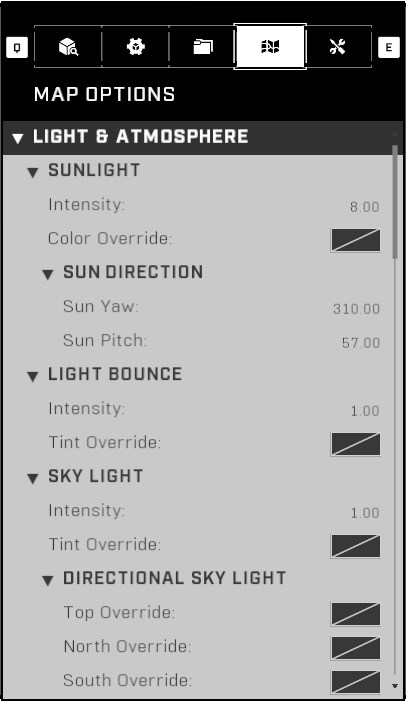 Q E
MAP OPTIONS
LIGHT & ATMOSPHERE
SUNLIGHT
Intensity: 8.00
Color Override:
SUN DIRECTION
Sun Yaw: 310.00
Sun Pitch: 57.00
LIGHT BOUNCE
Intensity: 1.00
Tint Override:
SKY LIGHT
Intensity: 1.00
Tint Override:
DIRECTIONAL SKY LIGHT
Top Override:
North Override:
South Override: